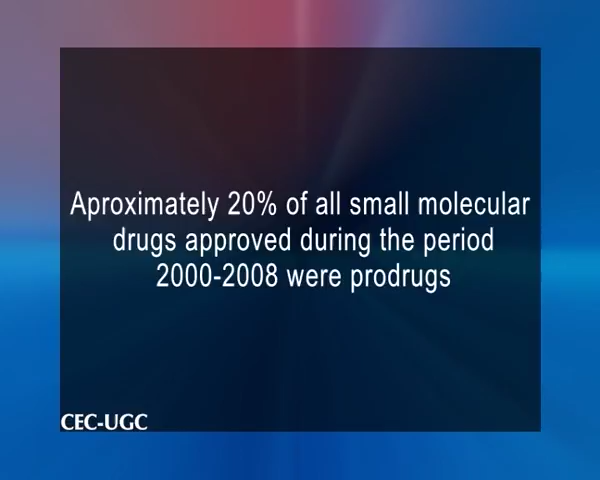 Aproximately 20% of all small molecular
drugs approved during the period
2000-2008 were prodrugs
CEC-UGC